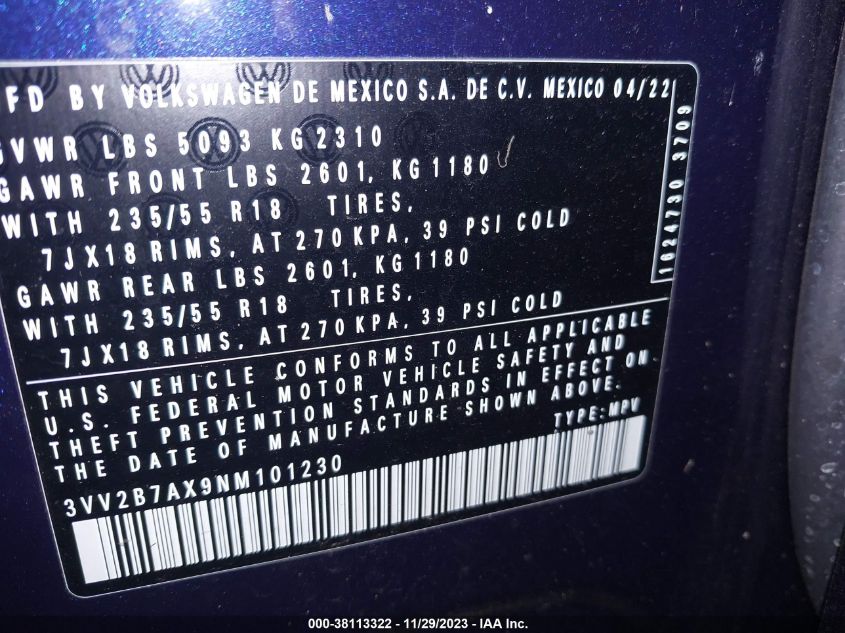 MFD BY VOLKSWAGEN DE MEXICO S.A. DE C.V. MEXICO 04/22
GVWR LBS 5093 KG 2310
GAWR FRONT LBS 2601, KG 1180
WITH 235/55 R18 TIRES,
7JX18 RIMS, AT 270 KPA, 39 PSI COLD
GAWR REAR LBS 2601, KG 1180
WITH 235/55 R18 TIRES,
7JX18 RIMS, AT 270 KPA, 39 PSI COLD
1624730 3709
THIS VEHICLE CONFORMS TO ALL APPLICABLE
U.S. FEDERAL MOTOR VEHICLE SAFETY AND
THEFT PREVENTION STANDARDS IN EFFECT ON
THE DATE OF MANUFACTURE SHOWN ABOVE.
TYPE:MPV
3VV2B7AX9NM101230
000-38113322 - 11/29/2023 - IAA Inc.